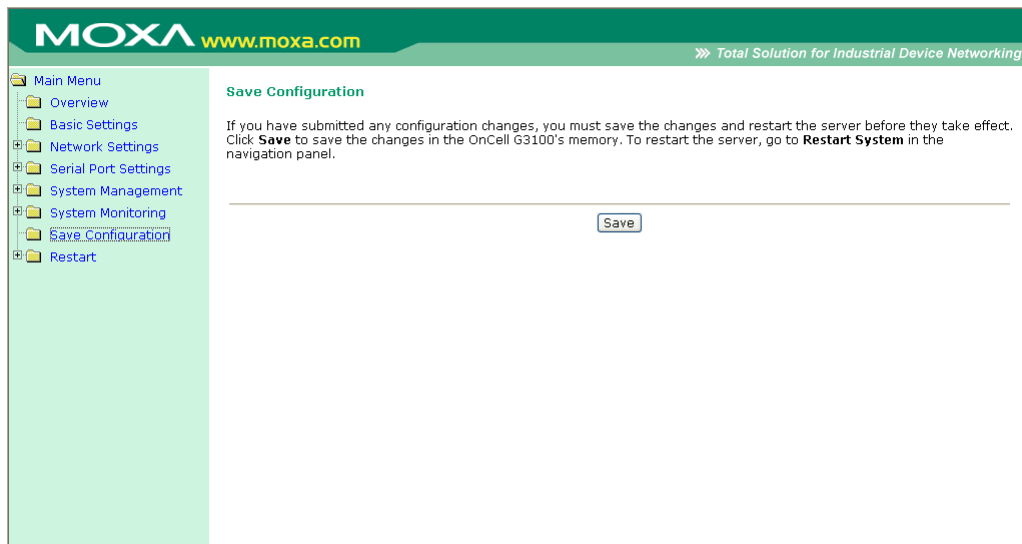 MOXA www.moxa.com
Total Solution for Industrial Device Networking
Main Menu
Overview
Basic Settings
Network Settings
Serial Port Settings
System Management
System Monitoring
Save Configuration
Restart
Save Configuration
If you have submitted any configuration changes, you must save the changes and restart the server before they take effect.
Click Save to save the changes in the OnCell G3100's memory. To restart the server, go to Restart System in the
navigation panel.
Save